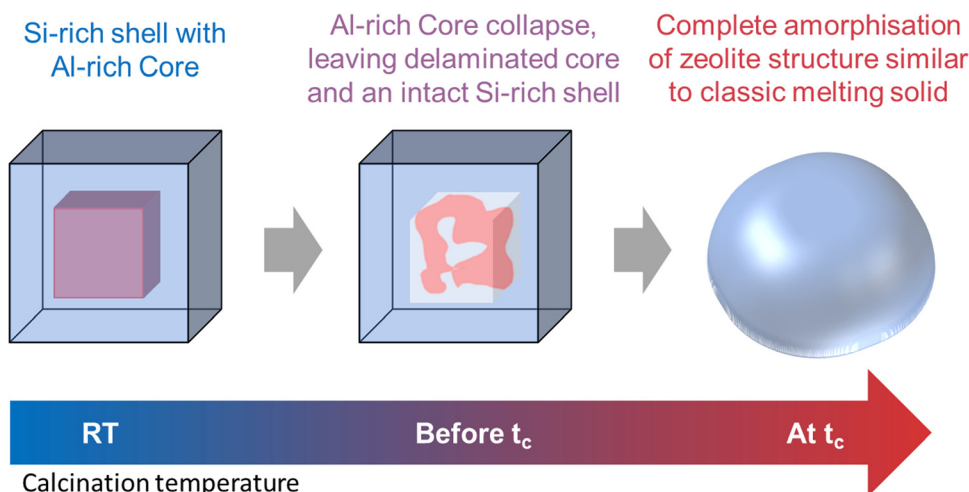 Si-rich shell with
Al-rich Core
Al-rich Core collapse,
leaving delaminated core
and an intact Si-rich shell
Complete amorphisation
of zeolite structure similar
to classic melting solid
RT
Before tc
At tc
Calcination temperature